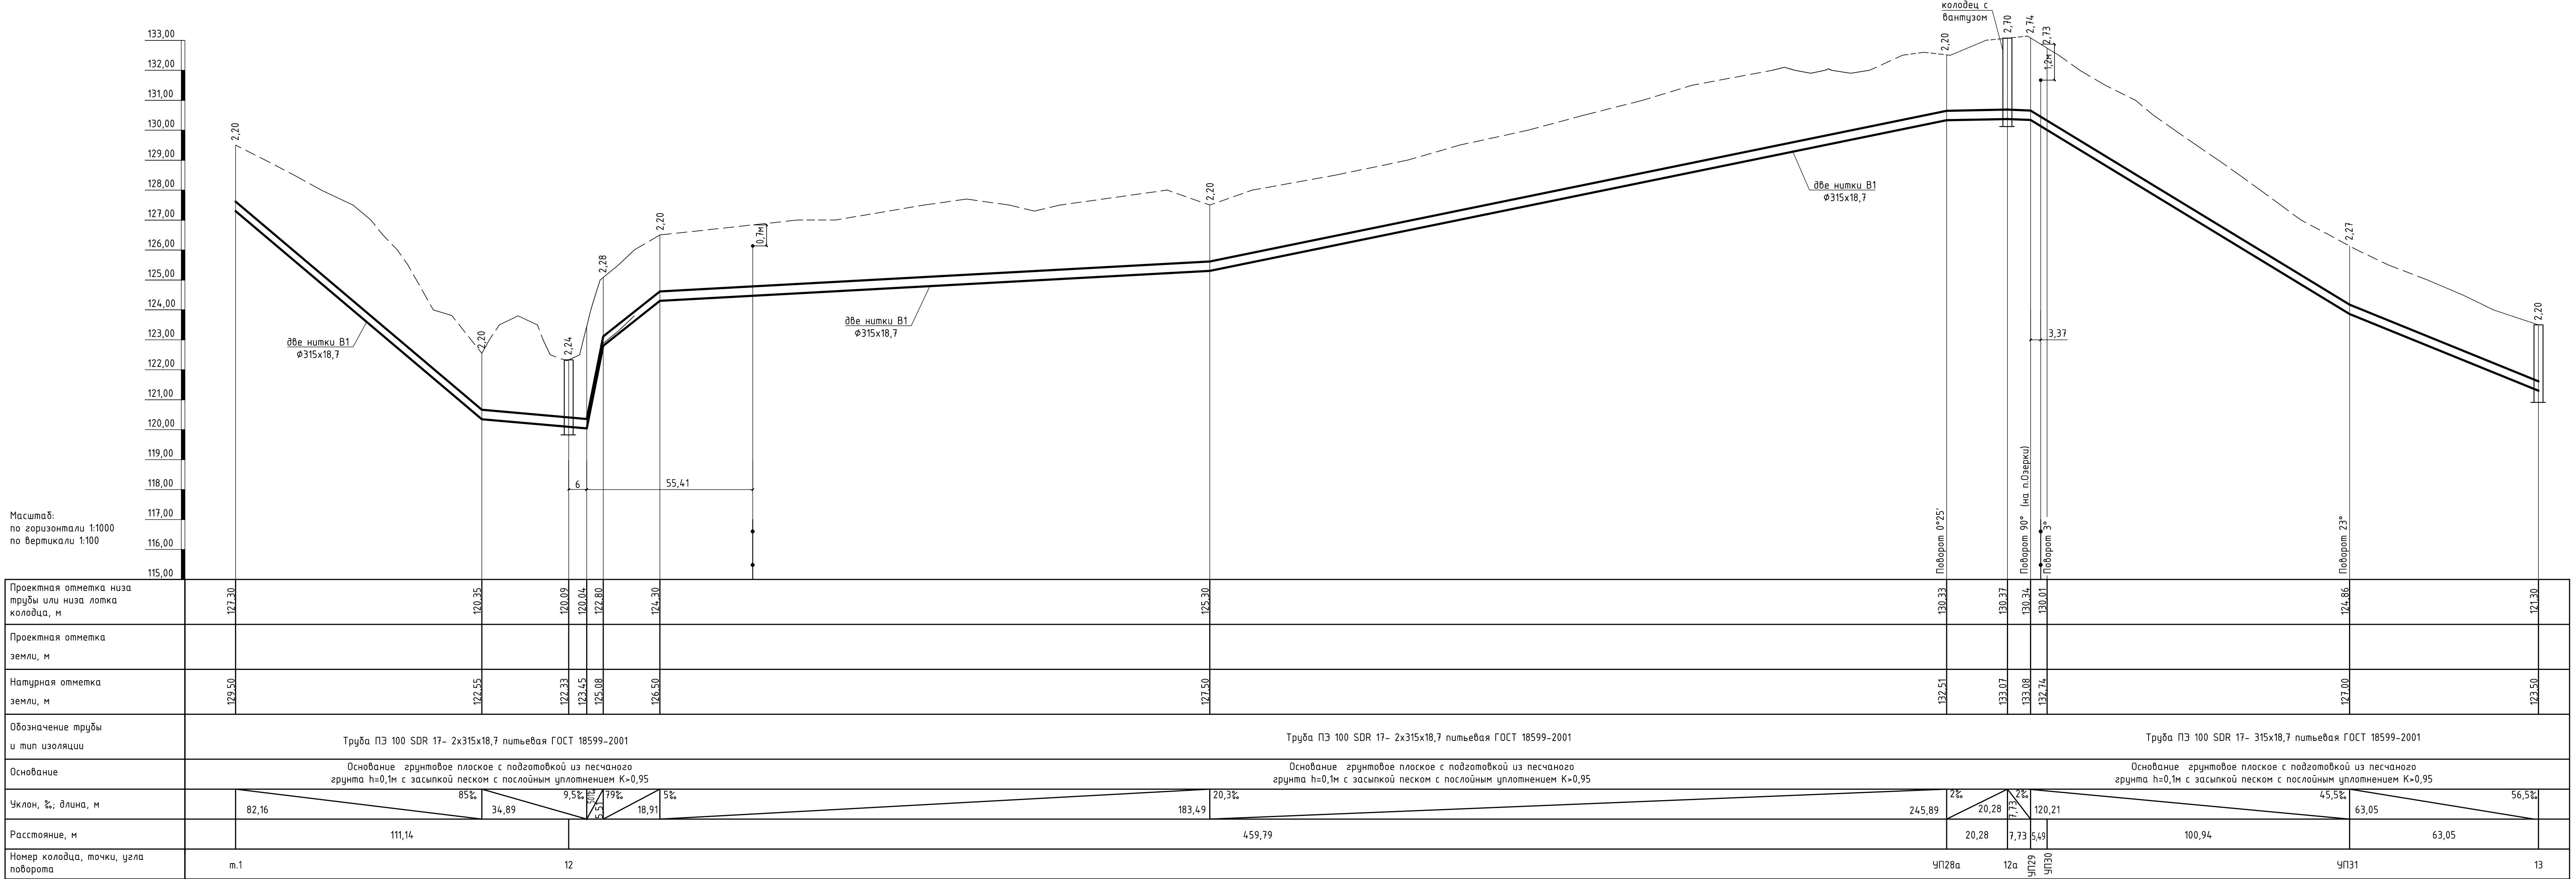 колодец с
вантузом
133,00
132,00
131,00
130,00
129,00
128,00
127,00
126,00
125,00
124,00
123,00
122,00
121,00
120,00
119,00
118,00
117,00
116,00
115,00
2,20
2,20
2,24
2,28
2,20
0,7м
2,20
2,20
2,70
2,74
2,73
1,2м
2,27
2,20
две нитки В1
Ø315х18,7
две нитки В1
Ø315х18,7
две нитки В1
Ø315х18,7
3,37
6
55,41
Поворот 0°25'
Поворот 90° (на п.Озерки)
Поворот 3°
Поворот 23°
Масштаб:
по горизонтали 1:1000
по вертикали 1:100
Проектная отметка низа
трубы или низа лотка
колодца, м
127.30
120.35
120.09
120.04
122.80
124.30
125.30
130.33
130.37
130.34
130.01
124.86
121.30
Проектная отметка
земли, м
Натурная отметка
земли, м
129.50
122.55
122.33
123.45
125.08
126.50
127.50
132.51
133.07
133.08
132.74
127.00
123.50
Обозначение трубы
и тип изоляции
Труба ПЭ 100 SDR 17- 2х315х18,7 питьевая ГОСТ 18599-2001
Труба ПЭ 100 SDR 17- 2х315х18,7 питьевая ГОСТ 18599-2001
Труба ПЭ 100 SDR 17- 315х18,7 питьевая ГОСТ 18599-2001
Основание
Основание грунтовое плоское с подготовкой из песчаного
грунта h=0,1м с засыпкой песком с послойным уплотнением К>0,95
Основание грунтовое плоское с подготовкой из песчаного
грунта h=0,1м с засыпкой песком с послойным уплотнением К>0,95
Основание грунтовое плоское с подготовкой из песчаного
грунта h=0,1м с засыпкой песком с послойным уплотнением К>0,95
Уклон, ‰; длина, м
82,16
85‰
34,89
9,5‰
5,51
79‰
18,91
5‰
183,49
20,3‰
245,89
2‰
20,28
7,73
2‰
120,21
45,5‰
63,05
56,5‰
Расстояние, м
111,14
459,79
20,28
7,73
5,49
100,94
63,05
Номер колодца, точки, угла
поворота
т.1
12
УП28а
12а
УП29
УП30
УП31
13